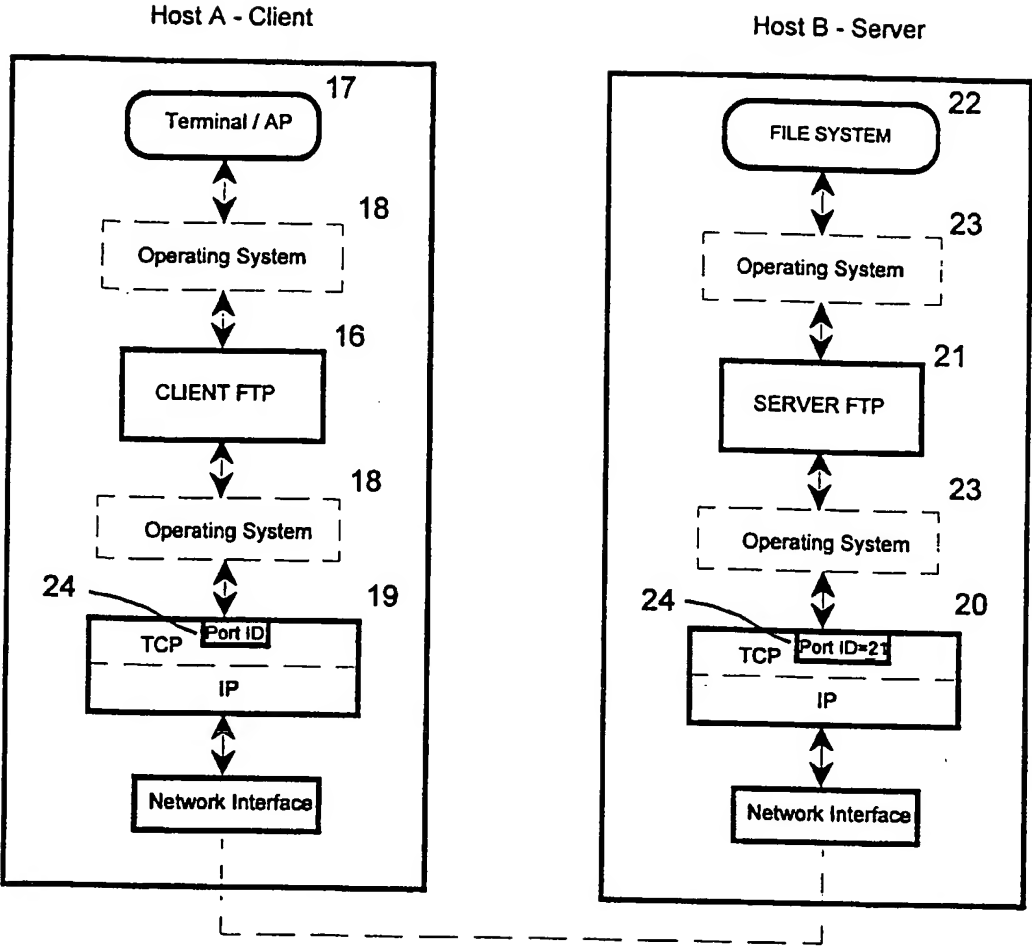 Host A - Client
17
Terminal / AP
18
Operating System
16
CLIENT FTP
18
Operating System
24
19
Port ID
TCP
IP
Network Interface
Host B - Server
22
FILE SYSTEM
23
Operating System
21
SERVER FTP
23
Operating System
24
20
Port ID=21
TCP
IP
Network Interface